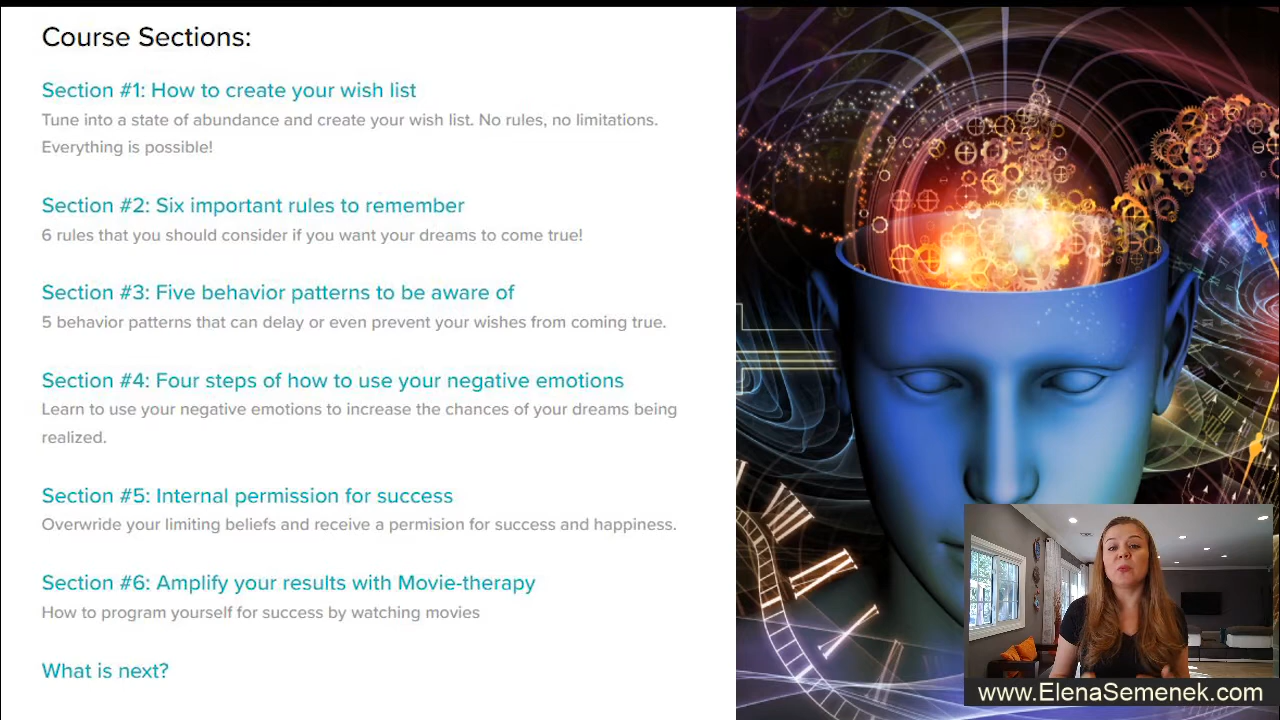 Course Sections:
Section #1: How to create your wish list
Tune into a state of abundance and create your wish list. No rules, no limitations.
Everything is possible!
Section #2: Six important rules to remember
6 rules that you should consider if you want your dreams to come true!
Section #3: Five behavior patterns to be aware of
5 behavior patterns that can delay or even prevent your wishes from coming true.
Section #4: Four steps of how to use your negative emotions
Learn to use your negative emotions to increase the chances of your dreams being
realized.
Section #5: Internal permission for success
Overwride your limiting beliefs and receive a permision for success and happiness.
Section #6: Amplify your results with Movie-therapy
How to program yourself for success by watching movies
What is next?
www.ElenaSemenek.com